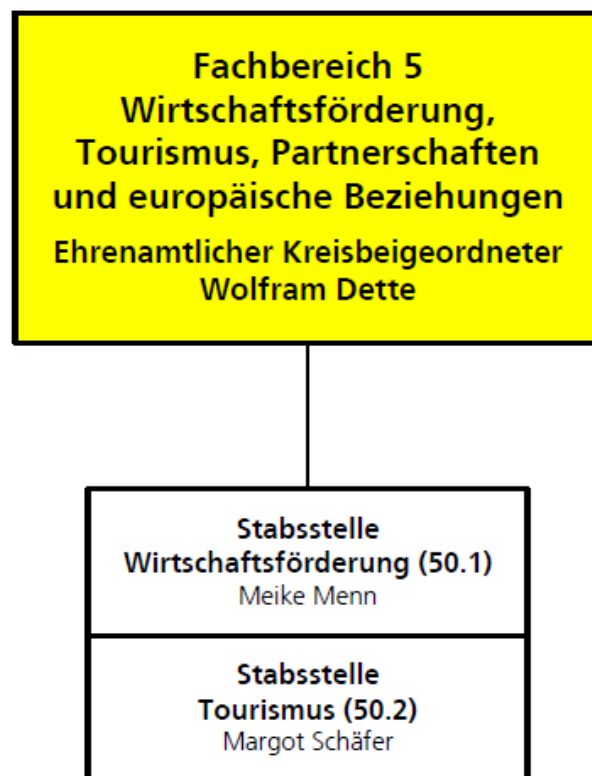 Fachbereich 5
Wirtschaftsförderung,
Tourismus, Partnerschaften
und europäische Beziehungen
Ehrenamtlicher Kreisbeigeordneter
Wolfram Dette
Stabsstelle
Wirtschaftsförderung (50.1)
Meike Menn
Stabsstelle
Tourismus (50.2)
Margot Schäfer